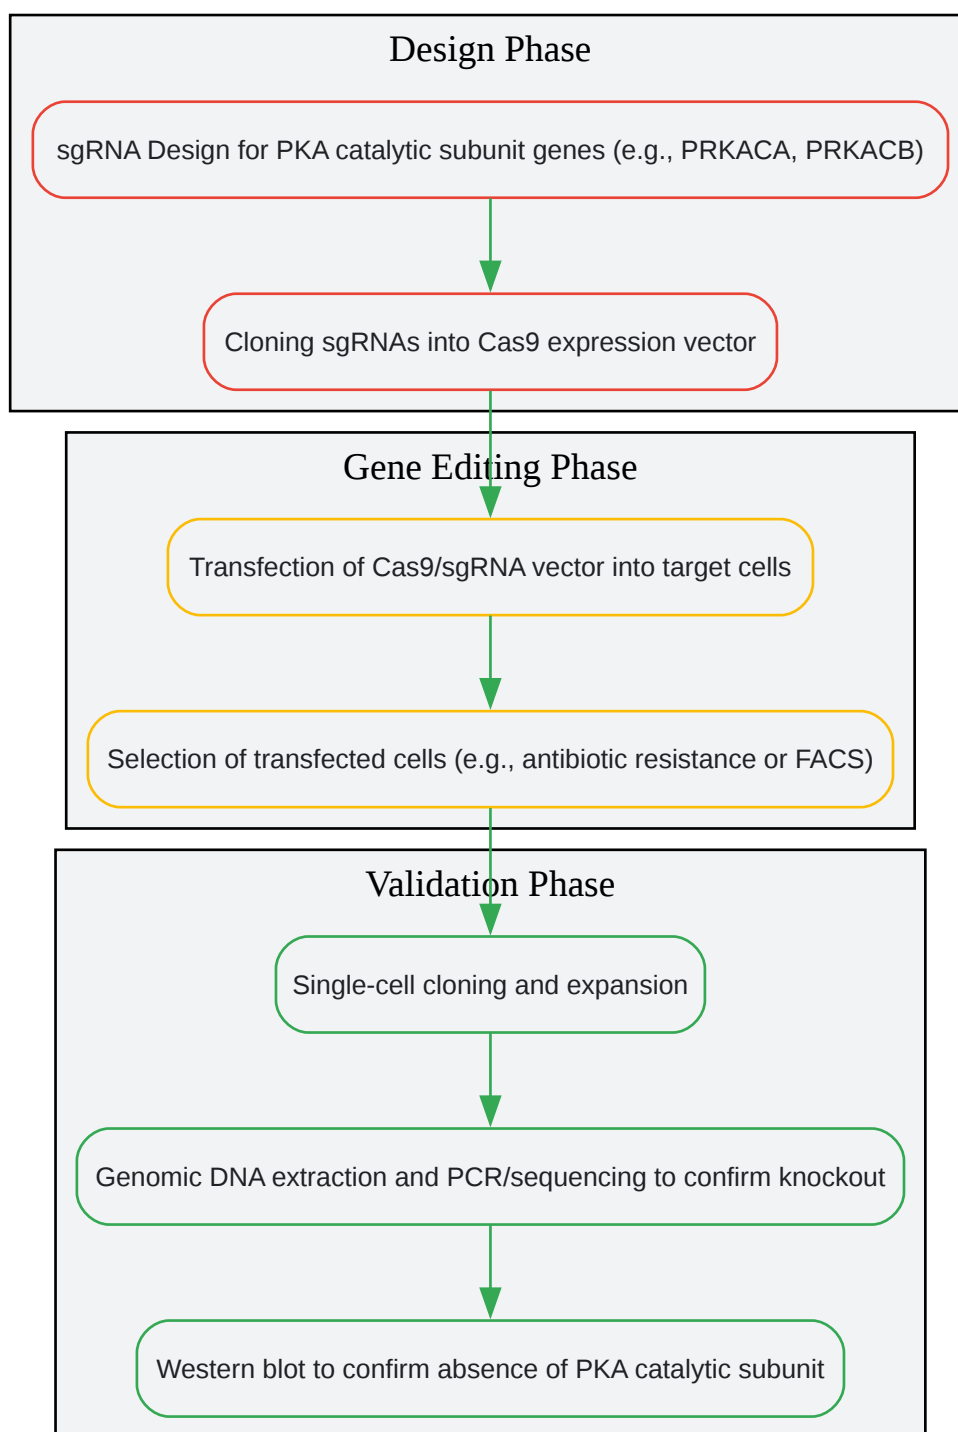 Design Phase
sgRNA Design for PKA catalytic subunit genes (e.g., PRKACA, PRKACB)
Cloning sgRNAs into Cas9 expression vector
Gene Editing Phase
Transfection of Cas9/sgRNA vector into target cells
Selection of transfected cells (e.g., antibiotic resistance or FACS)
Validation Phase
Single-cell cloning and expansion
Genomic DNA extraction and PCR/sequencing to confirm knockout
Western blot to confirm absence of PKA catalytic subunit